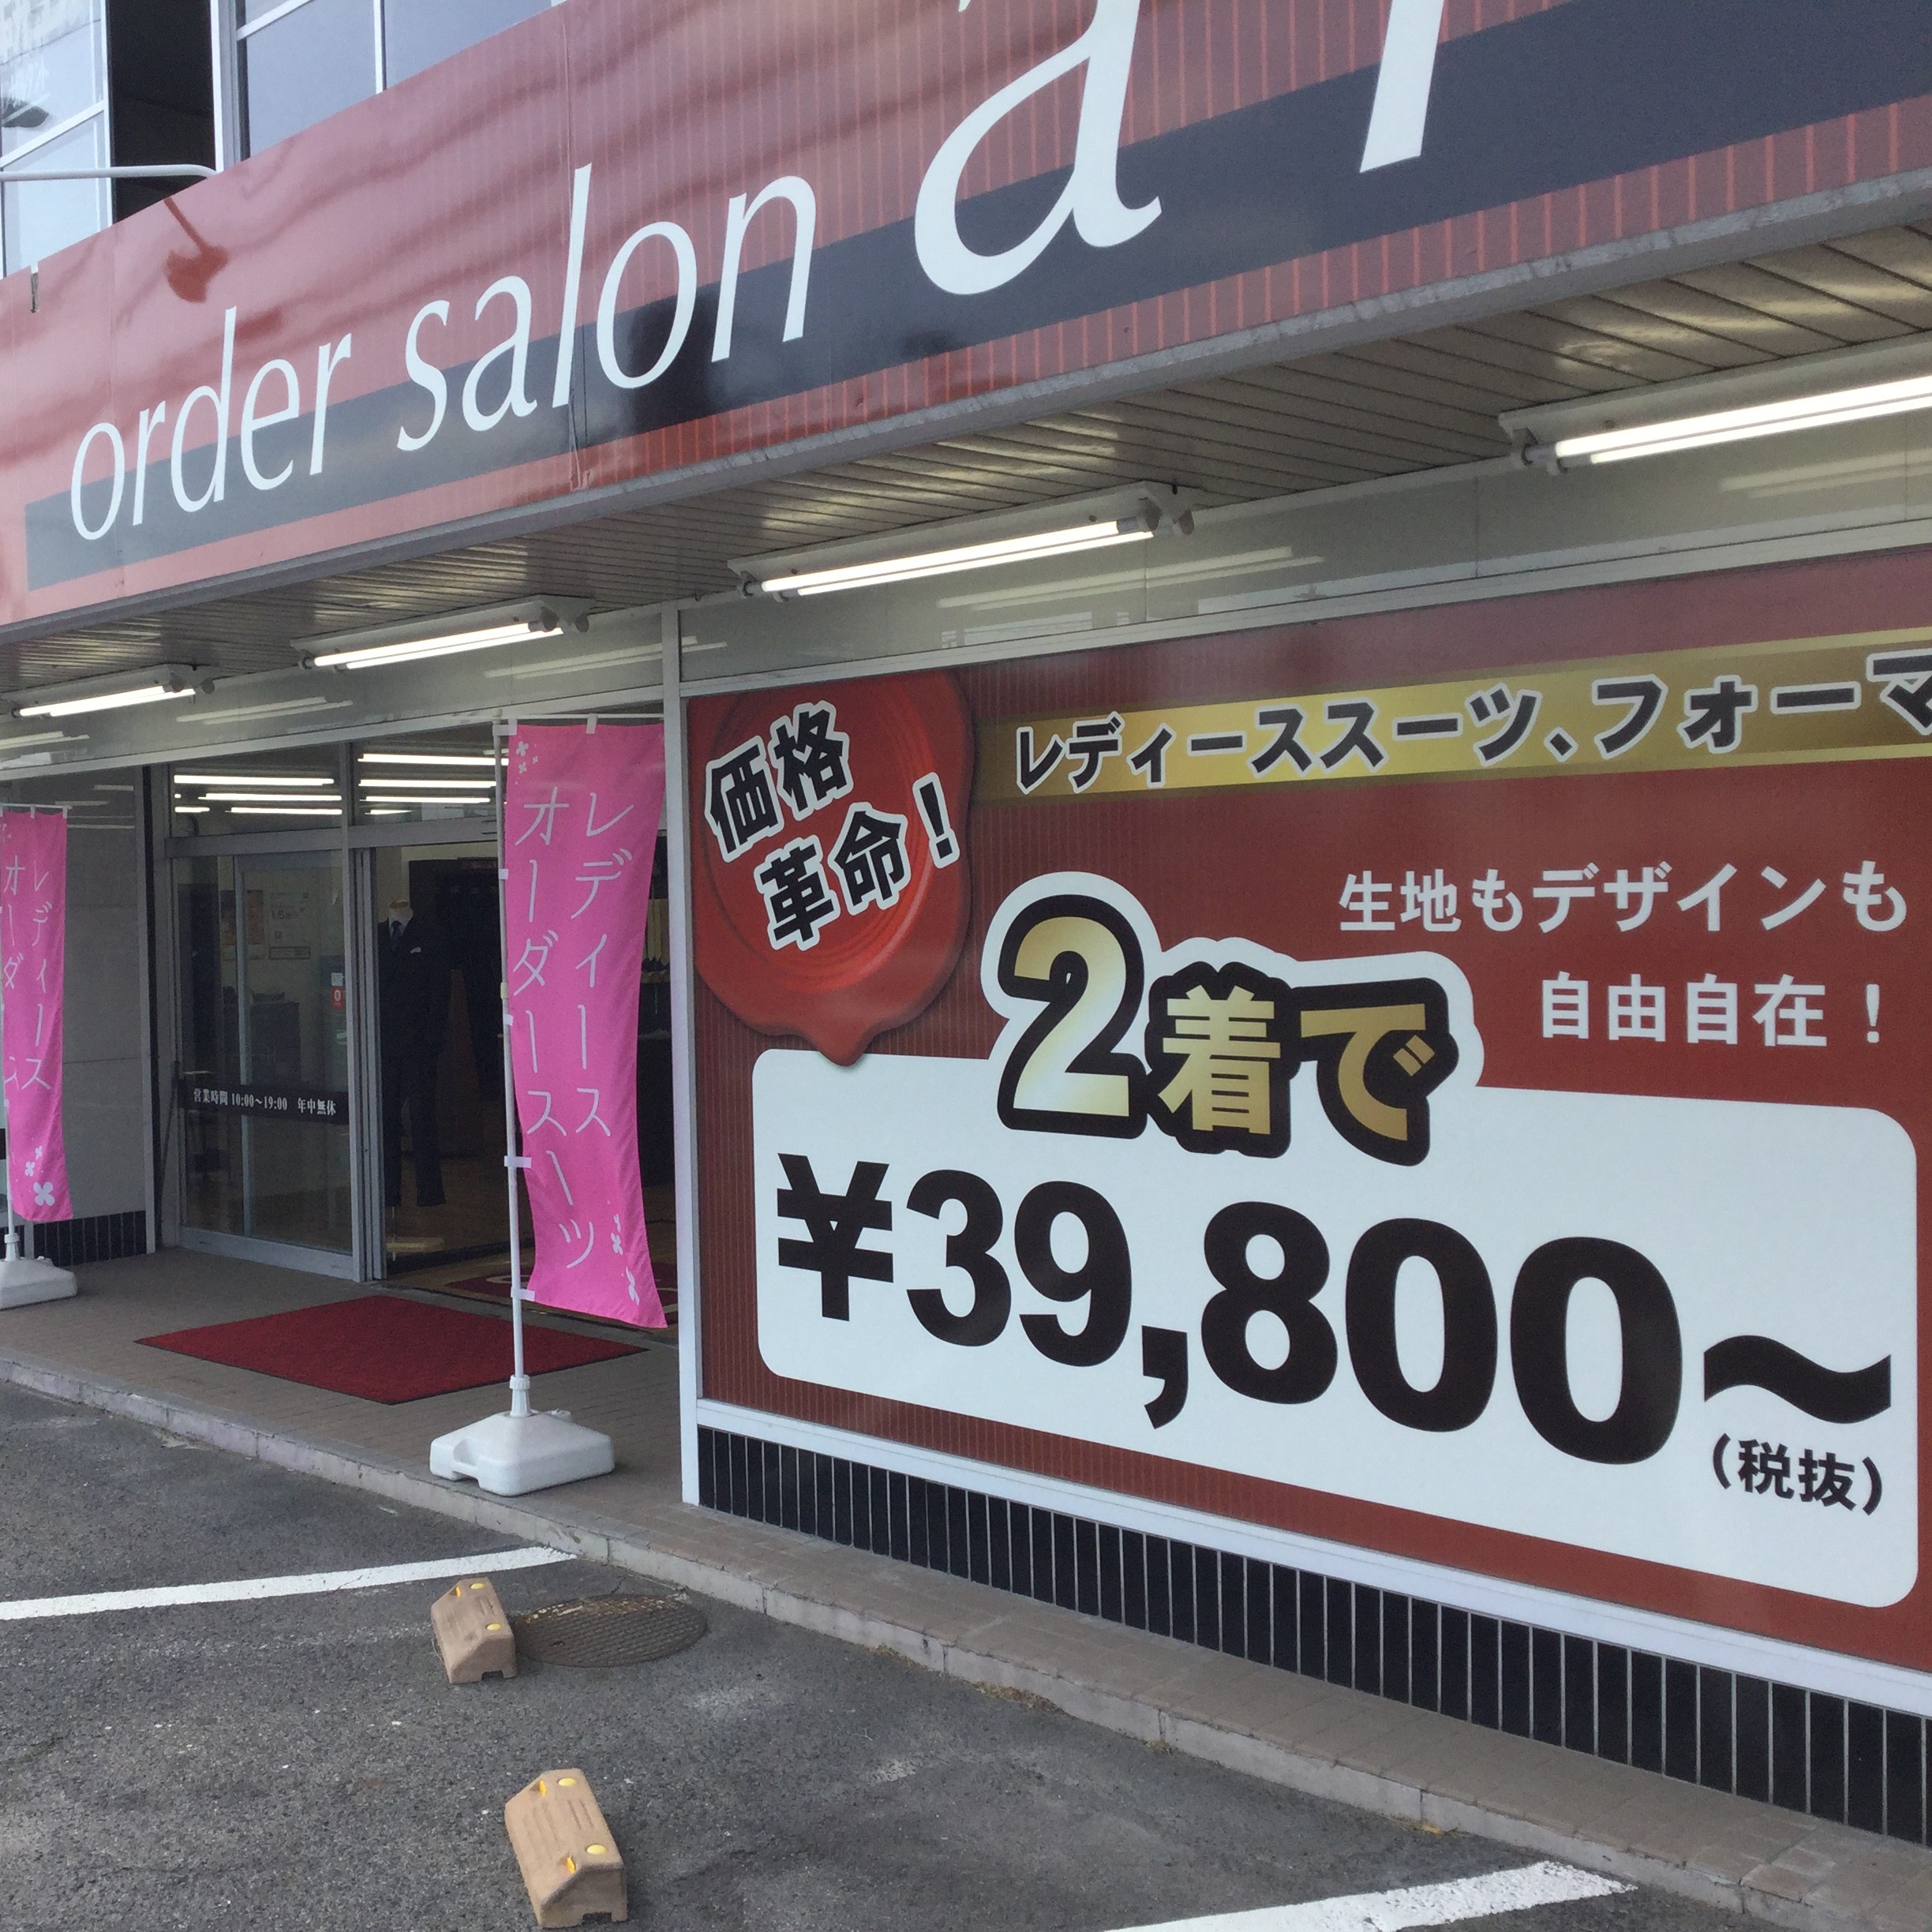 order salon
レディーススーツ、フォーマ
価格
革命！
生地もデザインも
自由自在！
2着で
¥39,800~
(税抜)
レディース
オーダースーツ
レディース
オーダー
営業時間 10:00~19:00 年中無休